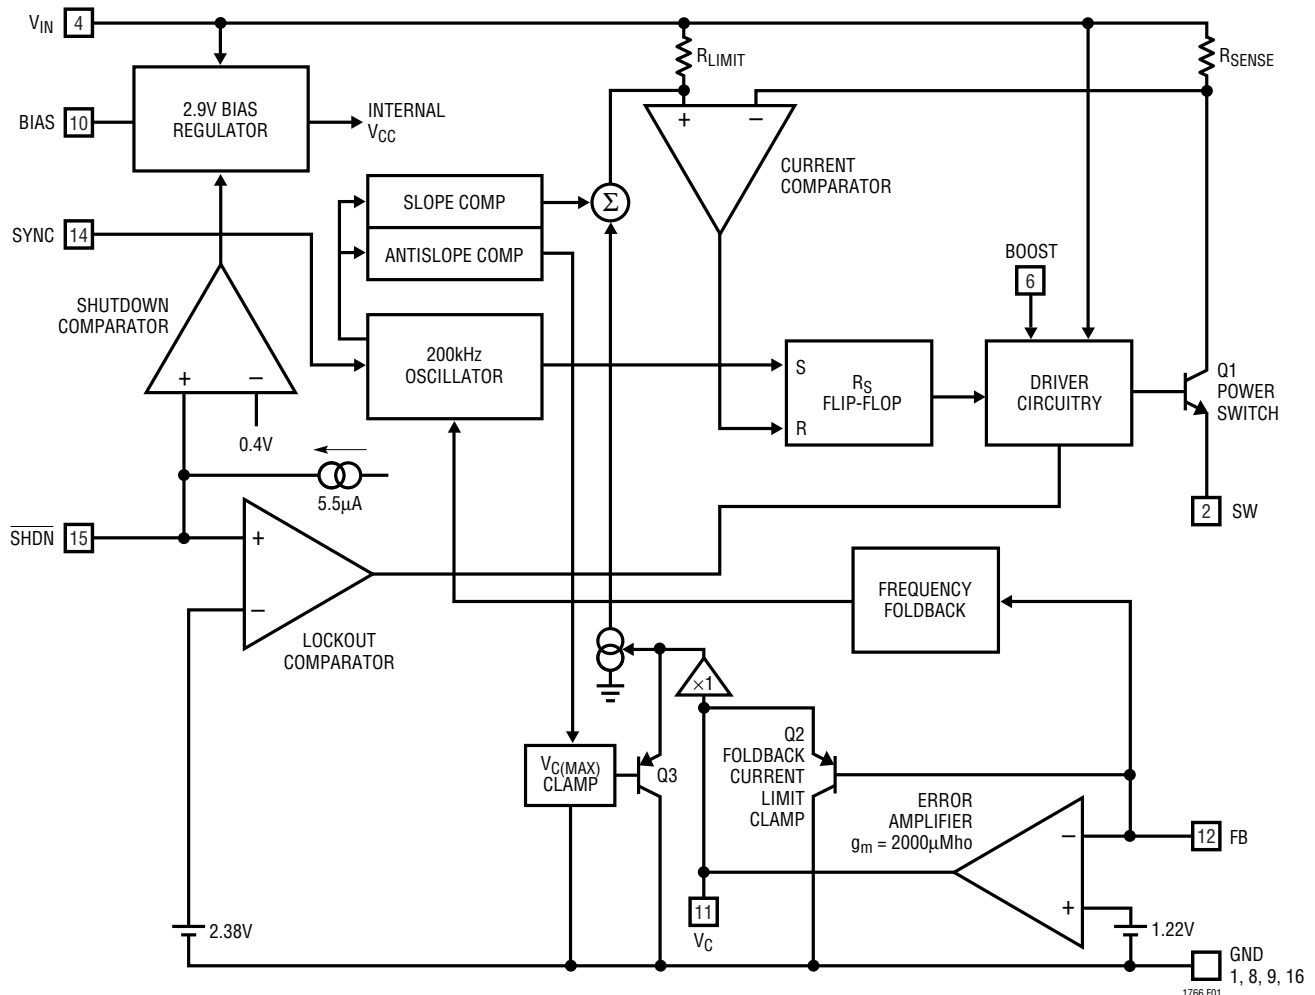 VIN
4
RLIMIT
RSENSE
BIAS
10
2.9V BIAS
REGULATOR
INTERNAL
VCC
+
–
CURRENT
COMPARATOR
SLOPE COMP
Σ
SYNC
14
ANTISLOPE COMP
BOOST
6
SHUTDOWN
COMPARATOR
+
–
0.4V
200kHz
OSCILLATOR
S
RS
FLIP-FLOP
R
DRIVER
CIRCUITRY
Q1
POWER
SWITCH
5.5µA
2
SW
SHDN
15
+
–
LOCKOUT
COMPARATOR
FREQUENCY
FOLDBACK
×1
VC(MAX)
CLAMP
Q3
Q2
FOLDBACK
CURRENT
LIMIT
CLAMP
ERROR
AMPLIFIER
gm = 2000µMho
–
+
12
FB
11
VC
2.38V
1.22V
GND
1, 8, 9, 16
1766 F01